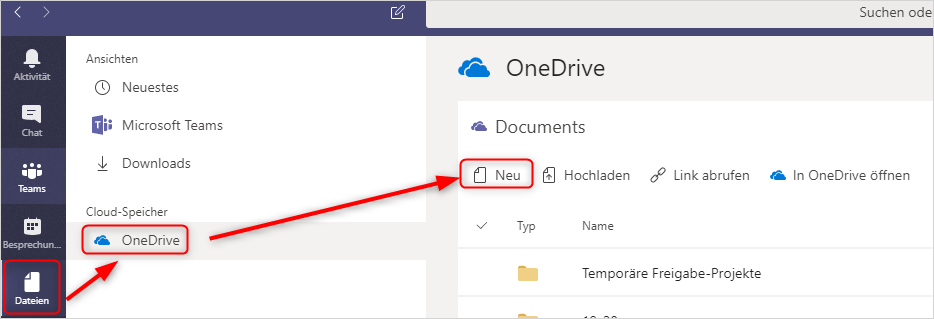 Suchen ode
Aktivität
Chat
Teams
Besprechun...
Dateien
Ansichten
Neuestes
Microsoft Teams
Downloads
Cloud-Speicher
OneDrive
OneDrive
Documents
Neu Hochladen Link abrufen In OneDrive öffnen
Typ Name
Temporäre Freigabe-Projekte